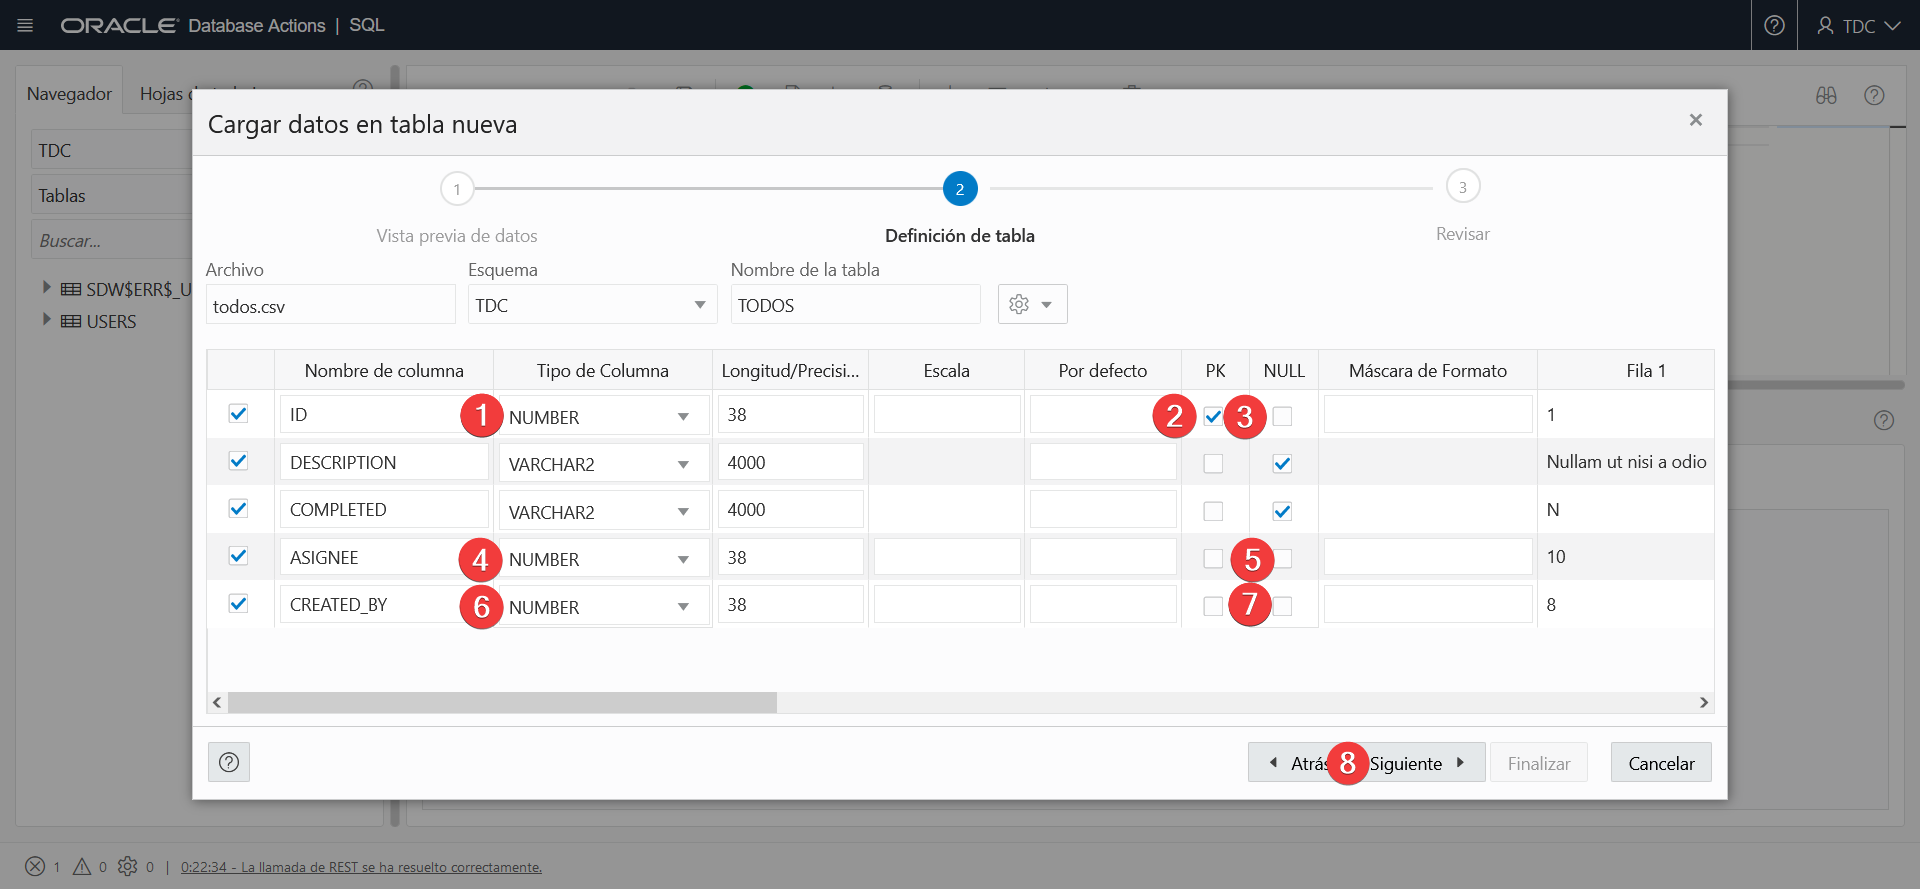 ORACLE Database Actions | SQL
TDC
Navegador
Hojas
TDC
Tablas
Buscar...
SDW$ERR$_U
USERS
Cargar datos en tabla nueva
1
2
3
Vista previa de datos
Definición de tabla
Revisar
Archivo
Esquema
Nombre de la tabla
todos.csv
TDC
TODOS
Nombre de columna
Tipo de Columna
Longitud/Precisi...
Escala
Por defecto
PK
NULL
Máscara de Formato
Fila 1
ID
1
NUMBER
38
2
3
1
DESCRIPTION
VARCHAR2
4000
Nullam ut nisi a odio
COMPLETED
VARCHAR2
4000
N
ASIGNEE
4
NUMBER
38
5
10
CREATED_BY
6
NUMBER
38
7
8
Atrás
8
Siguiente
Finalizar
Cancelar
1
0
0
| 0:22:34 - La llamada de REST se ha resuelto correctamente.